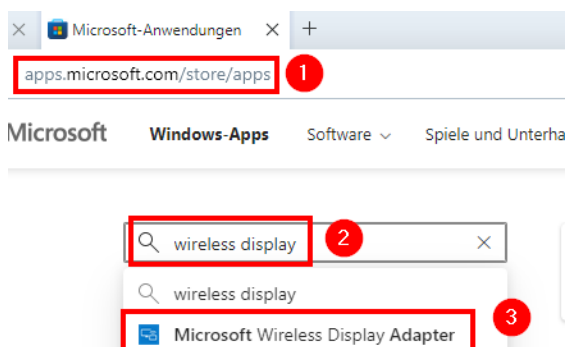 Microsoft-Anwendungen
apps.microsoft.com/store/apps
1
Microsoft Windows-Apps Software Spiele und Unterha
wireless display
2
wireless display
3
Microsoft Wireless Display Adapter